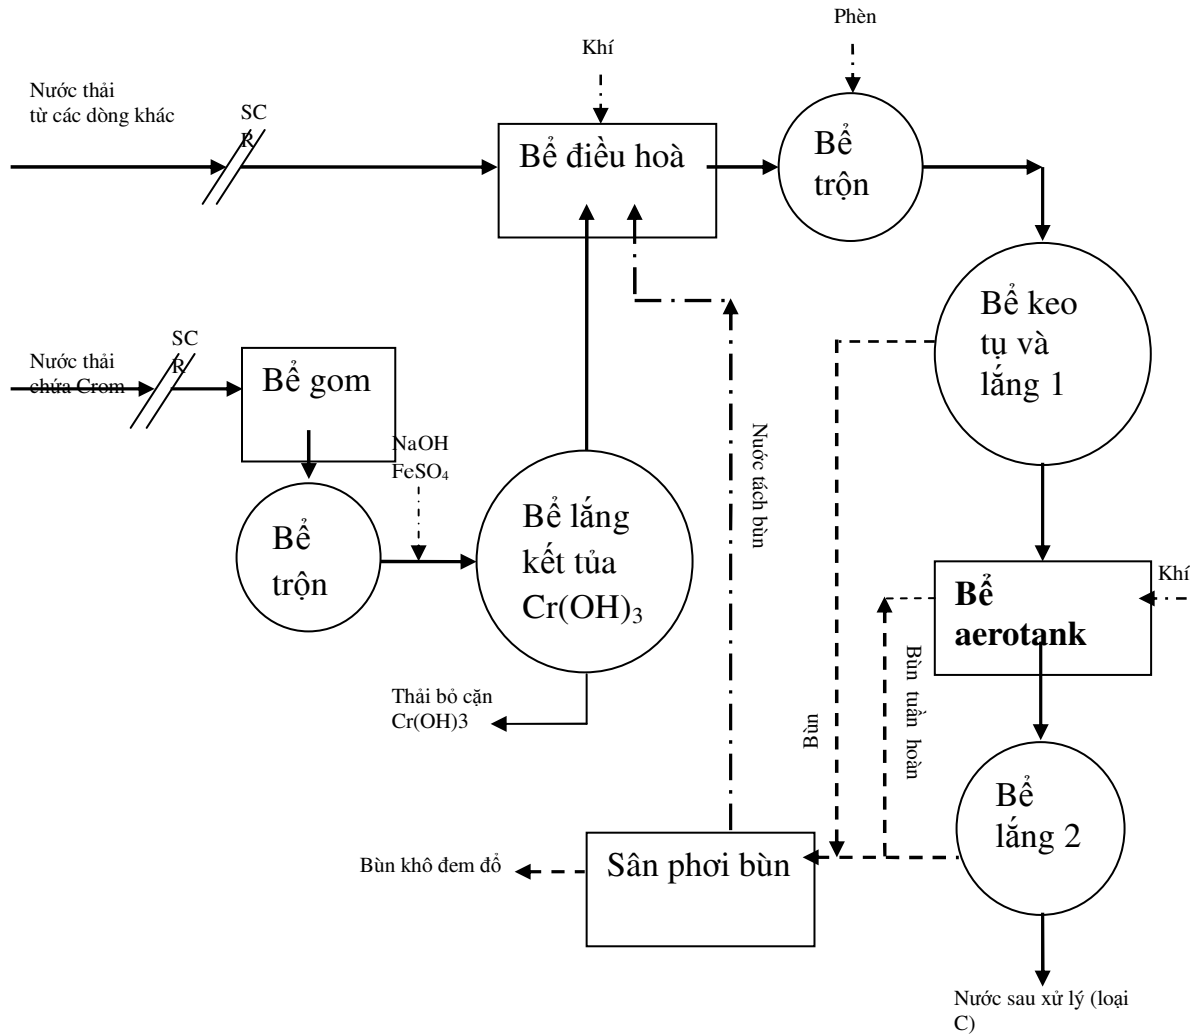 Phèn
Khí
Nước thải
từ các dòng khác
SC
R
Bể điều hoà
Bể
trộn
Bể keo
tụ và
lắng 1
Nước thải
chứa Crom
SC
R
Bể gom
NaOH
FeSO₄
Bể
trộn
Bể lắng
kết tủa
Cr(OH)₃
Nuớc tách bùn
Khí
Bể
aerotank
Bùn tuần hoàn
Bùn
Thải bỏ cặn
Cr(OH)3
Bể
lắng 2
Bùn khô đem đổ
Sân phơi bùn
Nước sau xử lý (loại
C)